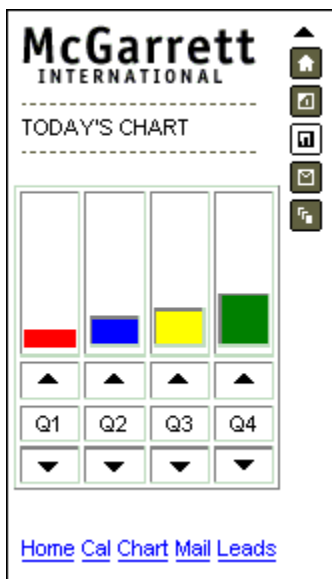 McGarrett
INTERNATIONAL
TODAY'S CHART
Q1 Q2 Q3 Q4
Home Cal Chart Mail Leads